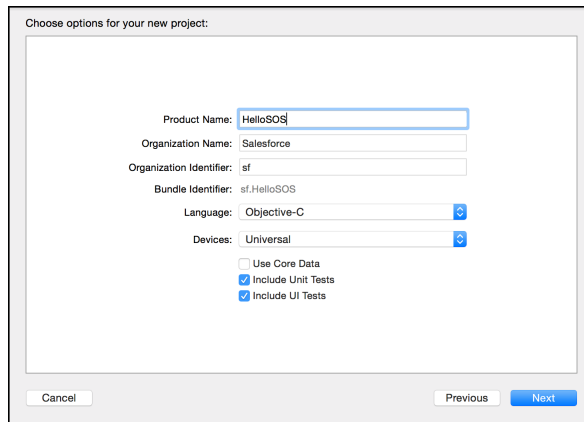 Choose options for your new project:
Product Name: HelloSOS
Organization Name: Salesforce
Organization Identifier: sf
Bundle Identifier: sf.HelloSOS
Language: Objective-C
Devices: Universal
Use Core Data
Include Unit Tests
Include UI Tests
Cancel Previous Next